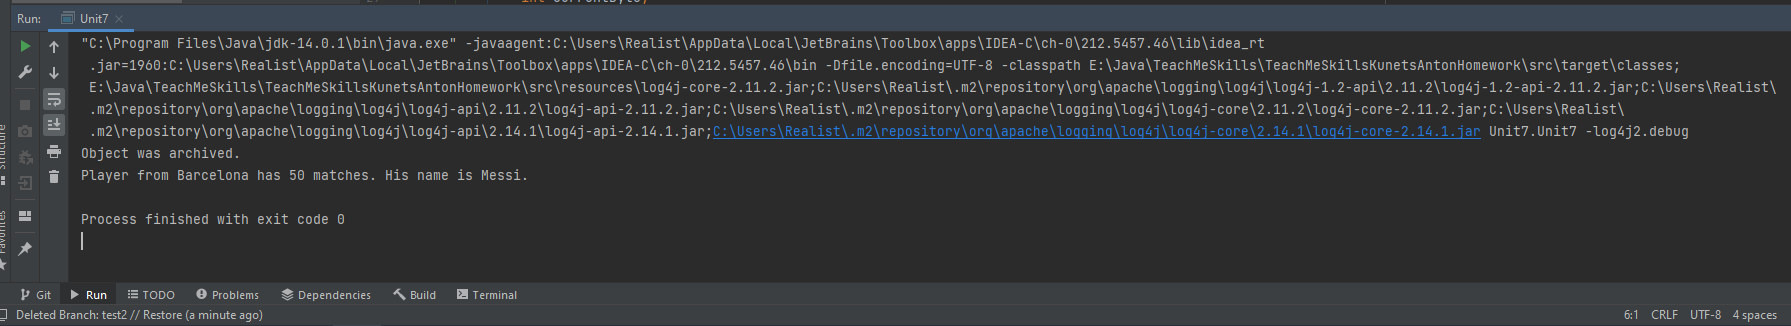 Run: Unit7
"C:\Program Files\Java\jdk-14.0.1\bin\java.exe" -javaagent:C:\Users\Realist\AppData\Local\JetBrains\Toolbox\apps\IDEA-C\ch-0\212.5457.46\lib\idea_rt
.jar=1960:C:\Users\Realist\AppData\Local\JetBrains\Toolbox\apps\IDEA-C\ch-0\212.5457.46\bin -Dfile.encoding=UTF-8 -classpath E:\Java\TeachMeSkills\TeachMeSkillsKunetsAntonHomework\src\target\classes;
E:\Java\TeachMeSkills\TeachMeSkillsKunetsAntonHomework\src\resources\log4j-core-2.11.2.jar;C:\Users\Realist\.m2\repository\org\apache\logging\log4j\log4j-1.2-api\2.11.2\log4j-1.2-api-2.11.2.jar;C:\Users\Realist\
.m2\repository\org\apache\logging\log4j\log4j-api\2.11.2\log4j-api-2.11.2.jar;C:\Users\Realist\.m2\repository\org\apache\logging\log4j\log4j-core\2.11.2\log4j-core-2.11.2.jar;C:\Users\Realist\
.m2\repository\org\apache\logging\log4j\log4j-api\2.14.1\log4j-api-2.14.1.jar;C:\Users\Realist\.m2\repository\org\apache\logging\log4j\log4j-core\2.14.1\log4j-core-2.14.1.jar Unit7.Unit7 -log4j2.debug
Object was archived.
Player from Barcelona has 50 matches. His name is Messi.
Process finished with exit code 0
Structure
Favorites
Git Run TODO Problems Dependencies Build Terminal
Deleted Branch: test2 // Restore (a minute ago) 6:1 CRLF UTF-8 4 spaces